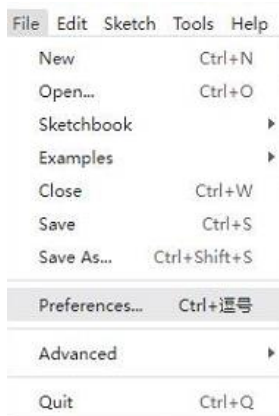 File Edit Sketch Tools Help
New Ctrl+N
Open... Ctrl+O
Sketchbook
Examples
Close Ctrl+W
Save Ctrl+S
Save As... Ctrl+Shift+S
Preferences... Ctrl+逗号
Advanced
Quit Ctrl+Q